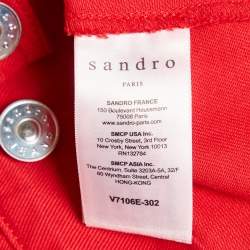 sandro
PARIS
SANDRO FRANCE
150 Boulevard Haussmann
75008 Paris
www.sandro-paris.com
SMCP USA Inc.
10 Crosby Street, 3rd Floor
New York, New York 10013
RN132784
SMCP ASIA Inc.
The Centrium, Suite 3203A-5A, 32/F
60 Wyndham Street, Central
HONG-KONG
V7106E-302